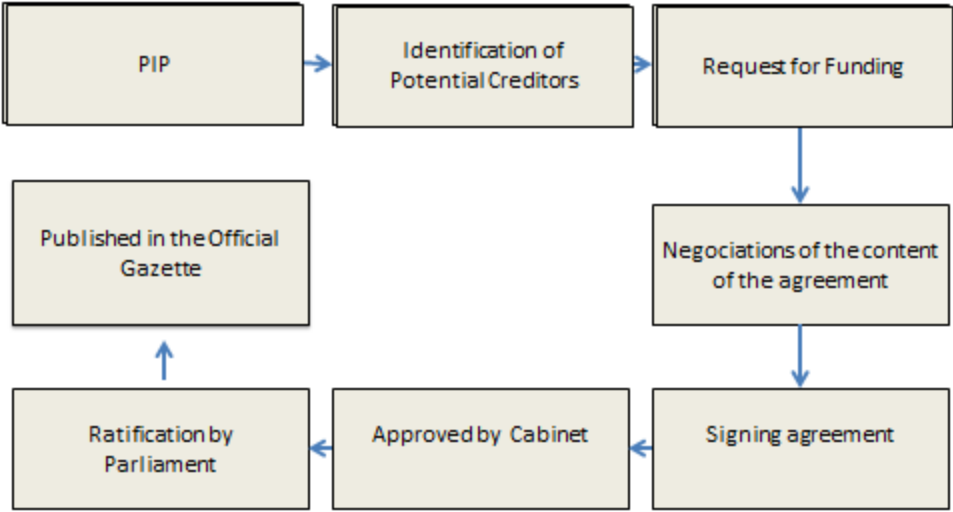 PIP
Identification of
Potential Creditors
Request for Funding
Negociations of the content
of the agreement
Signing agreement
Approved by Cabinet
Ratification by
Parliament
Published in the Official
Gazette